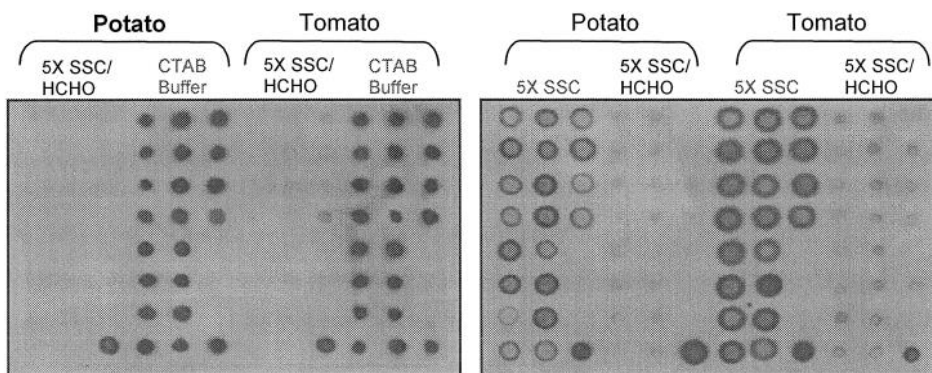 Potato Tomato Potato Tomato
5X SSC/ CTAB 5X SSC/ CTAB 5X SSC/ 5X SSC/
HCHO Buffer HCHO Buffer 5X SSC HCHO 5X SSC HCHO